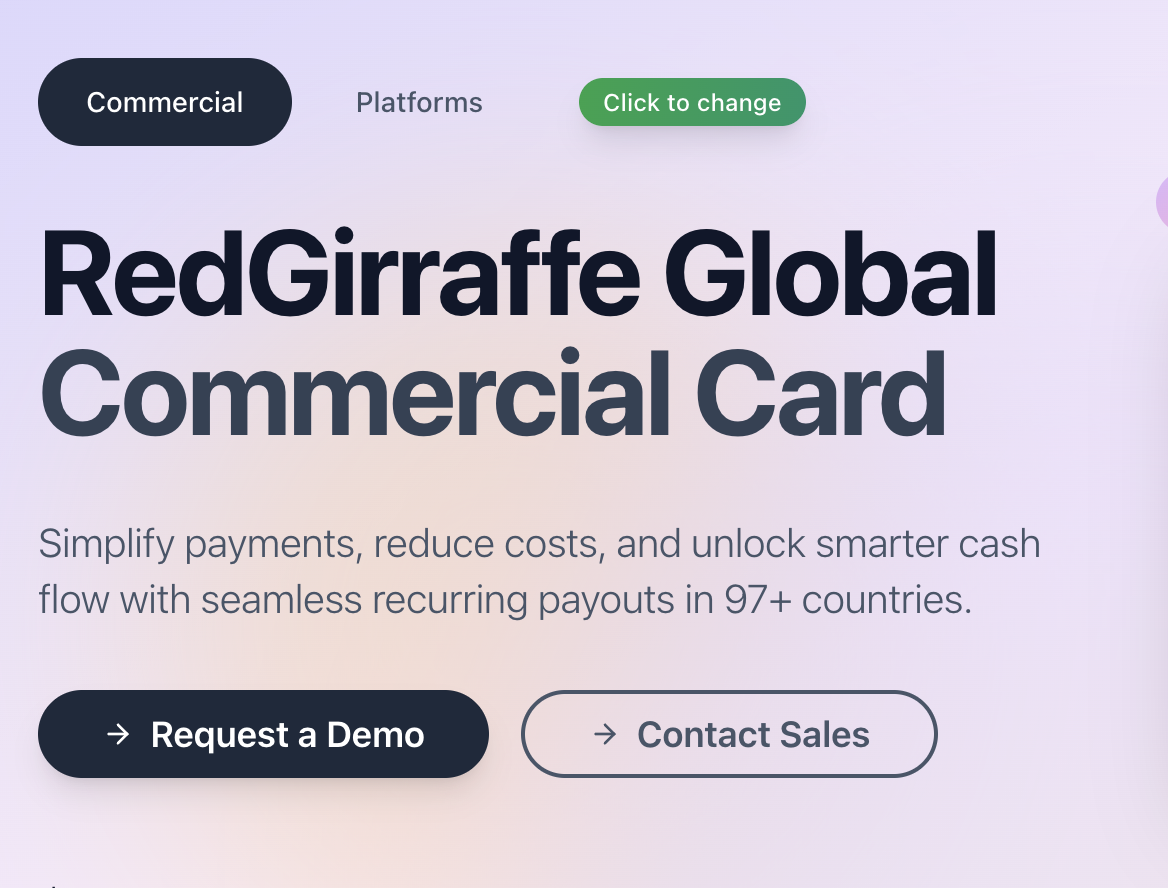 Commercial
Platforms
Click to change
RedGirraffe Global
Commercial Card
Simplify payments, reduce costs, and unlock smarter cash
flow with seamless recurring payouts in 97+ countries.
→ Request a Demo
→ Contact Sales